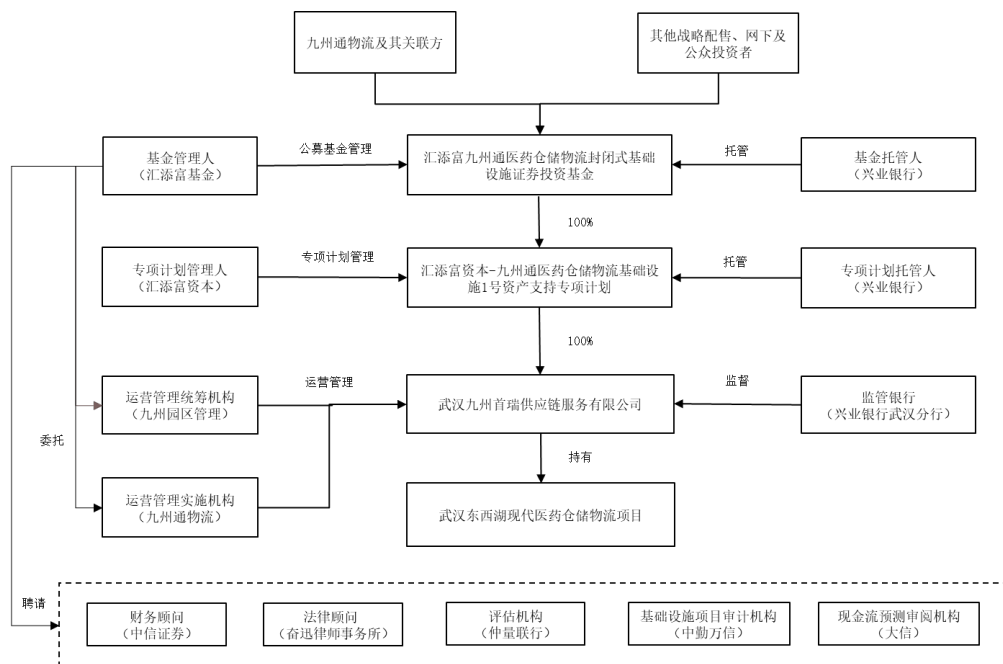 九州通物流及其关联方
其他战略配售、网下及
公众投资者
基金管理人
（汇添富基金）
公募基金管理
汇添富九州通医药仓储物流封闭式基础
设施证券投资基金
托管
基金托管人
（兴业银行）
100%
专项计划管理人
（汇添富资本）
专项计划管理
汇添富资本-九州通医药仓储物流基础设
施1号资产支持专项计划
托管
专项计划托管人
（兴业银行）
100%
运营管理统筹机构
（九州园区管理）
运营管理
武汉九州首瑞供应链服务有限公司
监督
监管银行
（兴业银行武汉分行）
委托
持有
运营管理实施机构
（九州通物流）
武汉东西湖现代医药仓储物流项目
聘请
财务顾问
（中信证券）
法律顾问
（奋迅律师事务所）
评估机构
（仲量联行）
基础设施项目审计机构
（中勤万信）
现金流预测审阅机构
（大信）